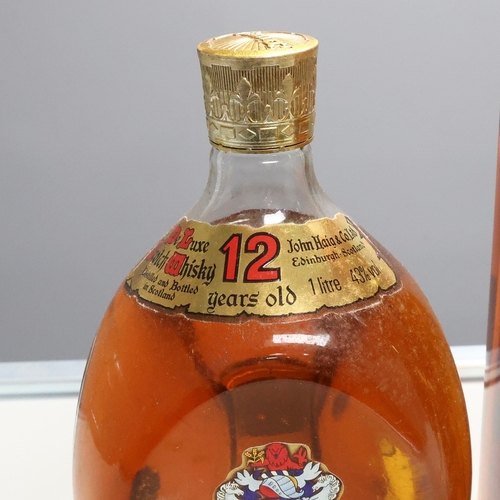 De Luxe
Scotch Whisky
Blended and Bottled
in Scotland
12
years old
John Haig & Co Ltd
Edinburgh-Scotland
1 litre 43% vol